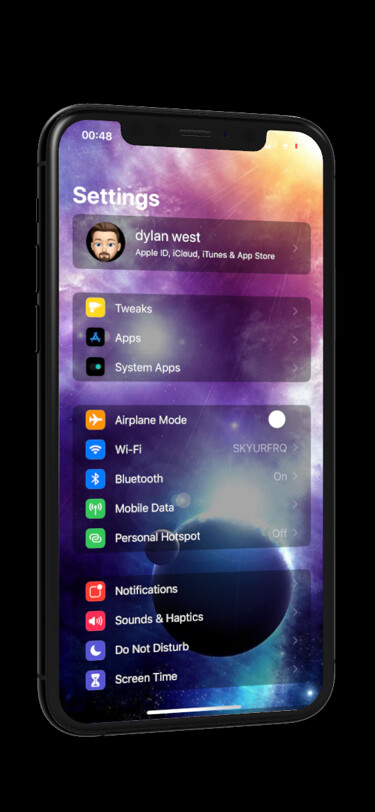 00:48
Settings
dylan west
Apple ID, iCloud, iTunes & App Store
Tweaks
Apps
System Apps
Airplane Mode
Wi-Fi SKYURFRQ
Bluetooth On
Mobile Data
Personal Hotspot Off
Notifications
Sounds & Haptics
Do Not Disturb
Screen Time